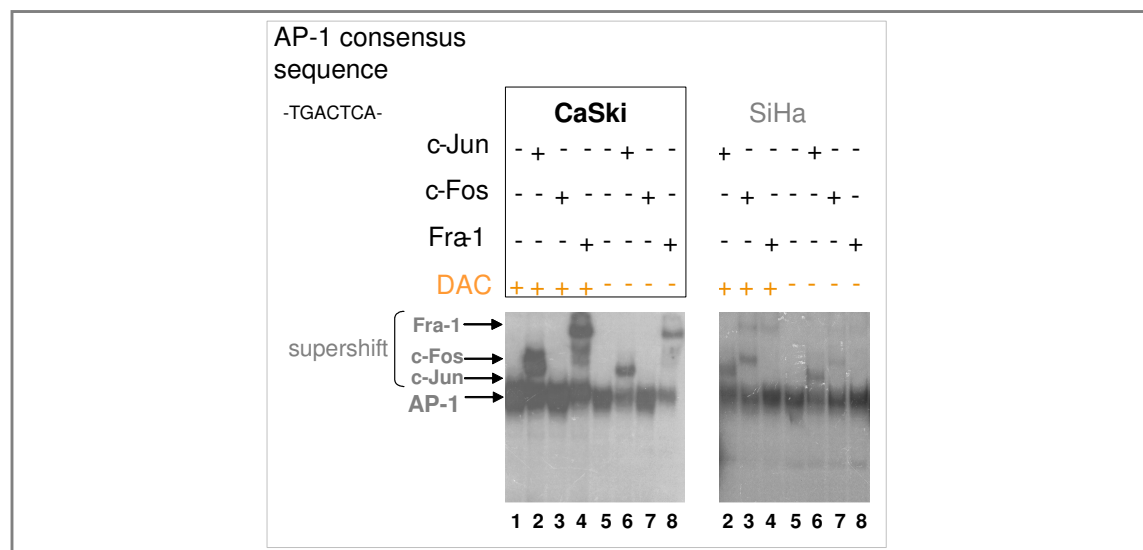 AP-1 consensus
sequence
-TGACTCA-
CaSki SiHa
c-Jun - + - - - - + - - + - - - + - -
c-Fos - - + - - - - + - - + - - - + -
Fra-1 - - - + - - - + - - + - - - +
DAC + + + + - - - - + + + - - - -
supershift
Fra-1
c-Fos
c-Jun
AP-1
1 2 3 4 5 6 7 8 2 3 4 5 6 7 8